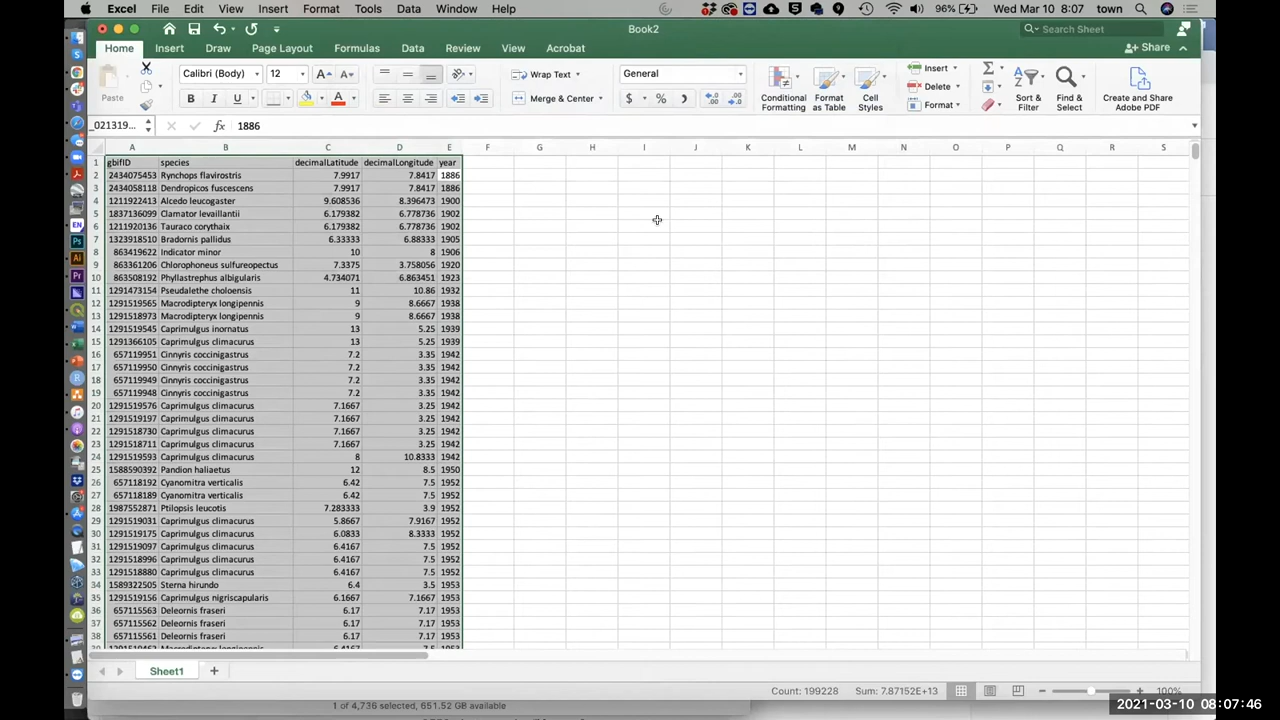 Excel File Edit View Insert Format Tools Data Window Help 96% Wed Mar 10 8:07 town
Book2 Search Sheet
Home Insert Draw Page Layout Formulas Data Review View Acrobat Share
Paste Calibri (Body) 12 Wrap Text General Conditional Formatting Format as Table Cell Styles Insert Sort & Filter Find & Select Create and Share Adobe PDF
B I U Merge & Center $ % Delete
Format
_021319... fx 1886
A B C D E F G H I J K L M N O P Q R S
1 gbifID species decimalLatitude decimalLongitude year
2 2434075453 Rynchops flavirostris 7.9917 7.8417 1886
3 2434058118 Dendropicos fuscescens 7.9917 7.8417 1886
4 1211922413 Alcedo leucogaster 9.608536 8.396473 1900
5 1837136099 Clamator levaillantii 6.179382 6.778736 1902
6 1211920136 Tauraco corythaix 6.179382 6.778736 1902
7 1323918510 Bradornis pallidus 6.33333 6.88333 1905
8 863419622 Indicator minor 10 8 1906
9 863361206 Chlorophoneus sulfureopectus 7.3375 3.758056 1920
10 863508192 Phyllastrephus albigularis 4.734071 6.863451 1923
11 1291473154 Pseudalethe choloensis 11 10.86 1932
12 1291519565 Macrodipteryx longipennis 9 8.6667 1938
13 1291518973 Macrodipteryx longipennis 9 8.6667 1938
14 1291519545 Caprimulgus inornatus 13 5.25 1939
15 1291366105 Caprimulgus climacurus 13 5.25 1939
16 657119951 Cinnyris coccinigastrus 7.2 3.35 1942
17 657119950 Cinnyris coccinigastrus 7.2 3.35 1942
18 657119949 Cinnyris coccinigastrus 7.2 3.35 1942
19 657119948 Cinnyris coccinigastrus 7.2 3.35 1942
20 1291519576 Caprimulgus climacurus 7.1667 3.25 1942
21 1291519197 Caprimulgus climacurus 7.1667 3.25 1942
22 1291518730 Caprimulgus climacurus 7.1667 3.25 1942
23 1291518711 Caprimulgus climacurus 7.1667 3.25 1942
24 1291519593 Caprimulgus climacurus 8 10.8333 1942
25 1588590392 Pandion haliaetus 12 8.5 1950
26 657118192 Cyanomitra verticalis 6.42 7.5 1952
27 657118189 Cyanomitra verticalis 6.42 7.5 1952
28 1987552871 Ptilopsis leucotis 7.283333 3.9 1952
29 1291519031 Caprimulgus climacurus 5.8667 7.9167 1952
30 1291519175 Caprimulgus climacurus 6.0833 8.3333 1952
31 1291519097 Caprimulgus climacurus 6.4167 7.5 1952
32 1291518996 Caprimulgus climacurus 6.4167 7.5 1952
33 1291518880 Caprimulgus climacurus 6.4167 7.5 1952
34 1589322505 Sterna hirundo 6.4 3.5 1953
35 1291519156 Caprimulgus nigriscapularis 6.1667 7.1667 1953
36 657115563 Deleornis fraseri 6.17 7.17 1953
37 657115562 Deleornis fraseri 6.17 7.17 1953
38 657115561 Deleornis fraseri 6.17 7.17 1953
Sheet1
Count: 199228 Sum: 7.87152E+13 100%
1 of 4,736 selected, 651.52 GB available
2021-03-10 08:07:46